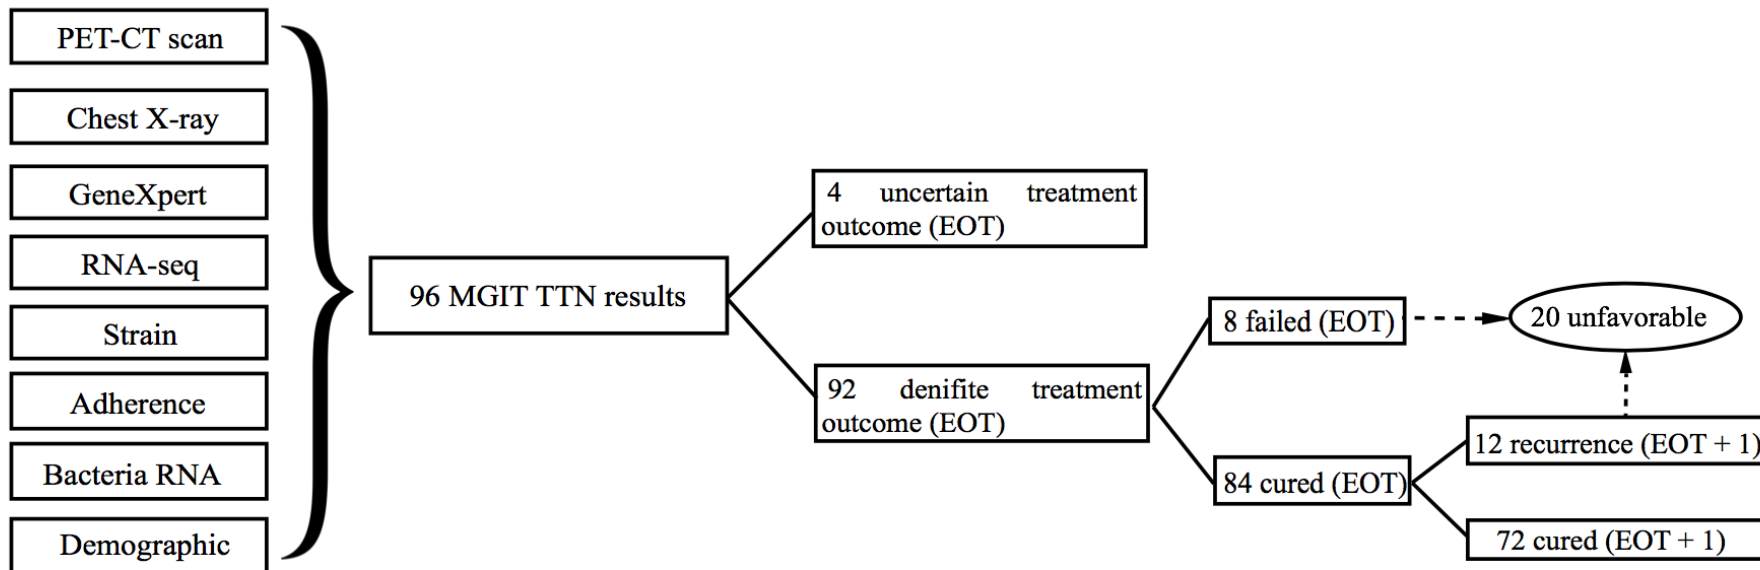 PET-CT scan
Chest X-ray
GeneXpert
RNA-seq
Strain
Adherence
Bacteria RNA
Demographic
96 MGIT TTN results
4 uncertain treatment
outcome (EOT)
92 denifite treatment
outcome (EOT)
8 failed (EOT)
84 cured (EOT)
20 unfavorable
12 recurrence (EOT + 1)
72 cured (EOT + 1)